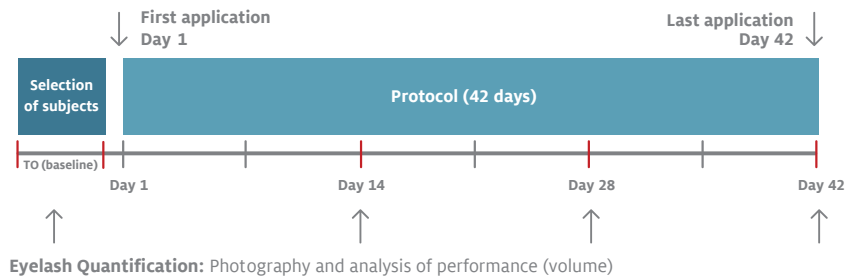 First application
Day 1
Last application
Day 42
Selection
of subjects
Protocol (42 days)
TO (baseline)
Day 1
Day 14
Day 28
Day 42
Eyelash Quantification: Photography and analysis of performance (volume)